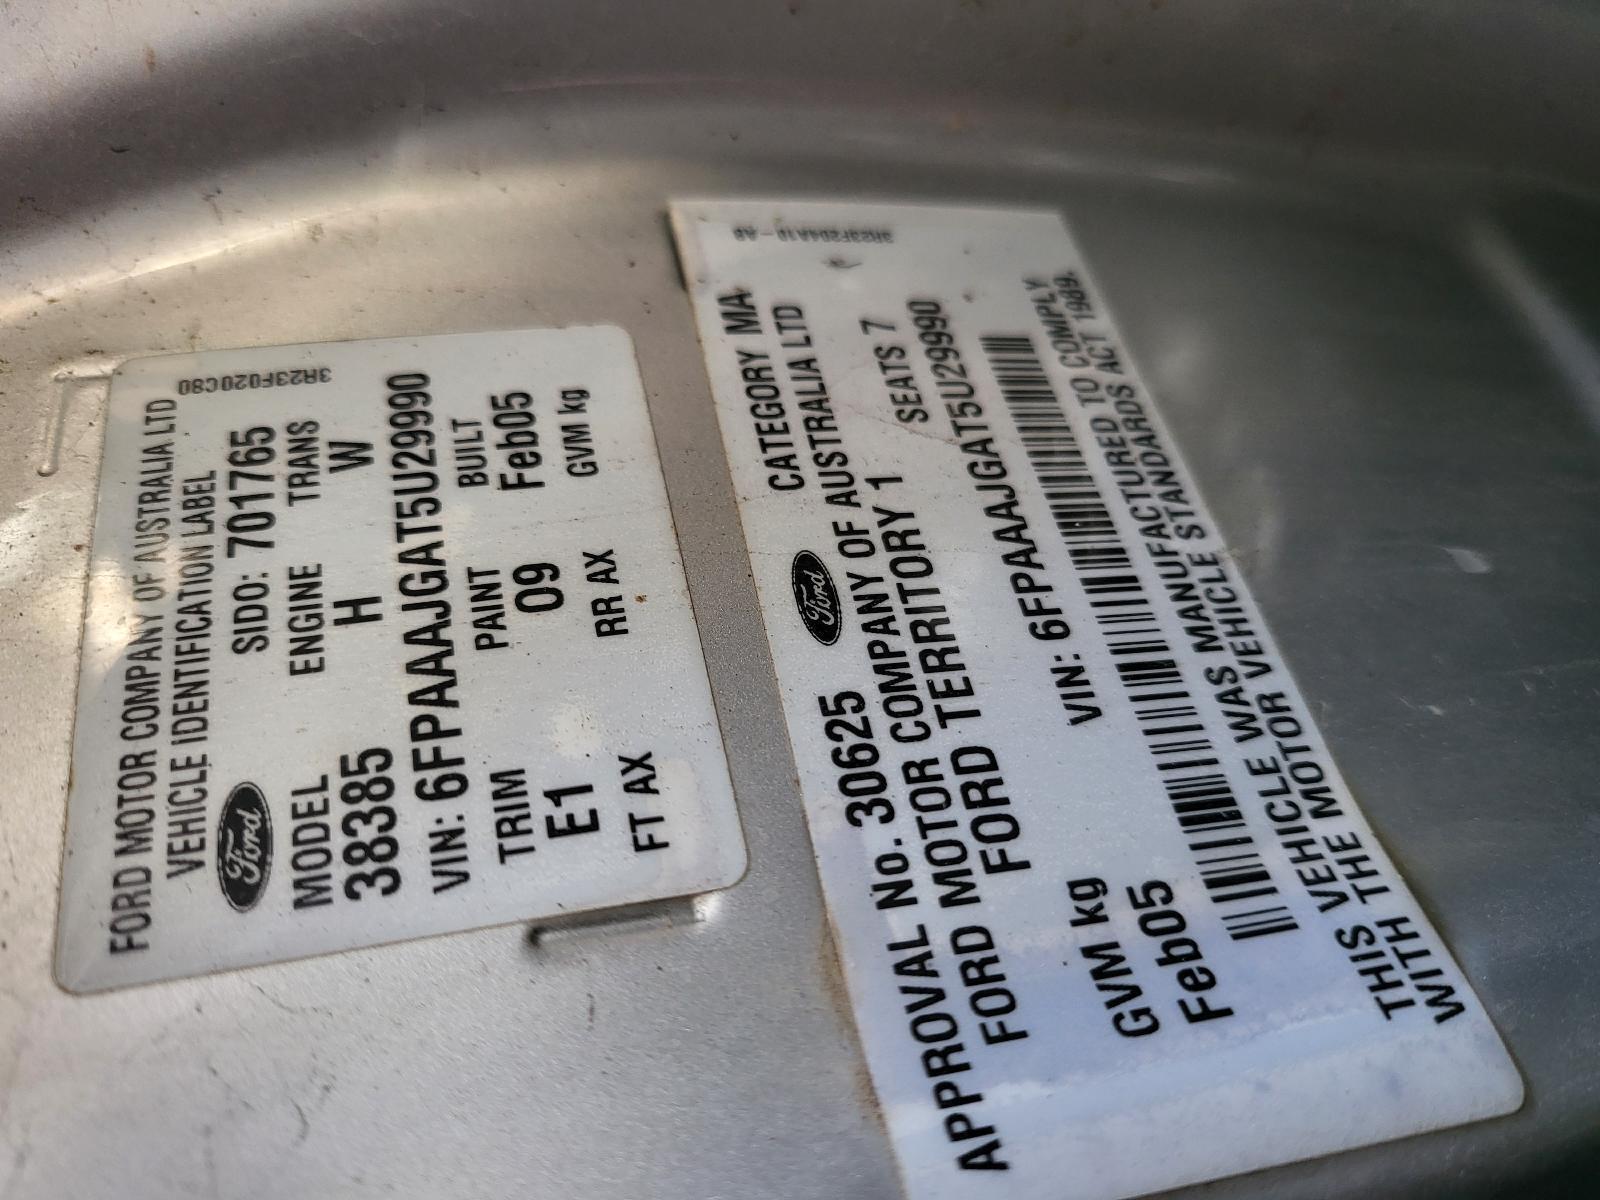 3R23F020C80
FORD MOTOR COMPANY OF AUSTRALIA LTD
VEHICLE IDENTIFICATION LABEL
Ford
SIDO: 701765
MODEL ENGINE TRANS
38385 H W
VIN: 6FPAAAJGAT5U29990
TRIM PAINT BUILT
E1 09 Feb05
FT AX RR AX GVM kg
3R23F2D4A10-AB
Ford CATEGORY MA
APPROVAL No. 30625
FORD MOTOR COMPANY OF AUSTRALIA LTD
FORD TERRITORY 1 SEATS 7
VIN: 6FPAAAJGAT5U29990
GVM kg
Feb05
THIS VEHICLE WAS MANUFACTURED TO COMPLY
WITH THE MOTOR VEHICLE STANDARDS ACT 1989.